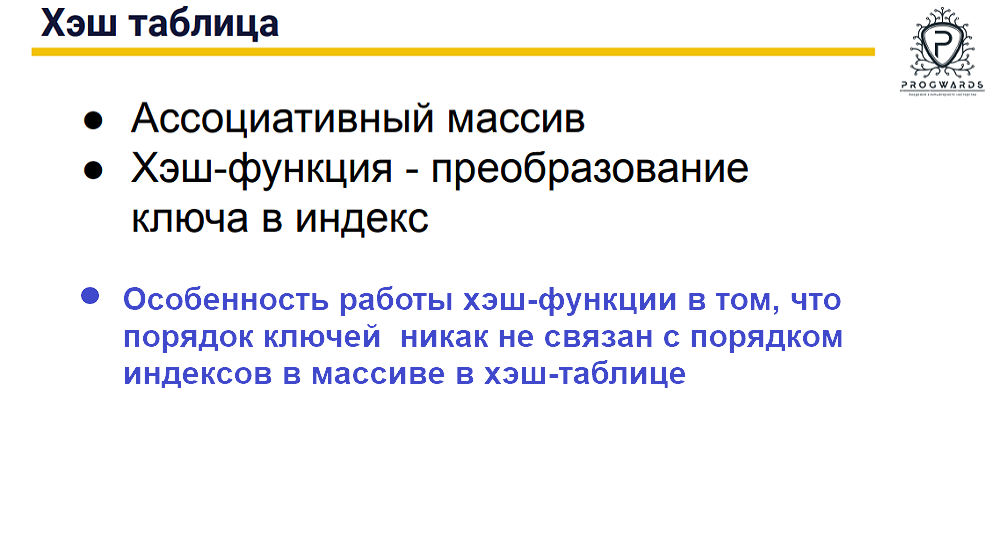 Хэш таблица
PROGWARDS
● Ассоциативный массив
● Хэш-функция - преобразование
ключа в индекс
● Особенность работы хэш-функции в том, что
порядок ключей никак не связан с порядком
индексов в массиве в хэш-таблице